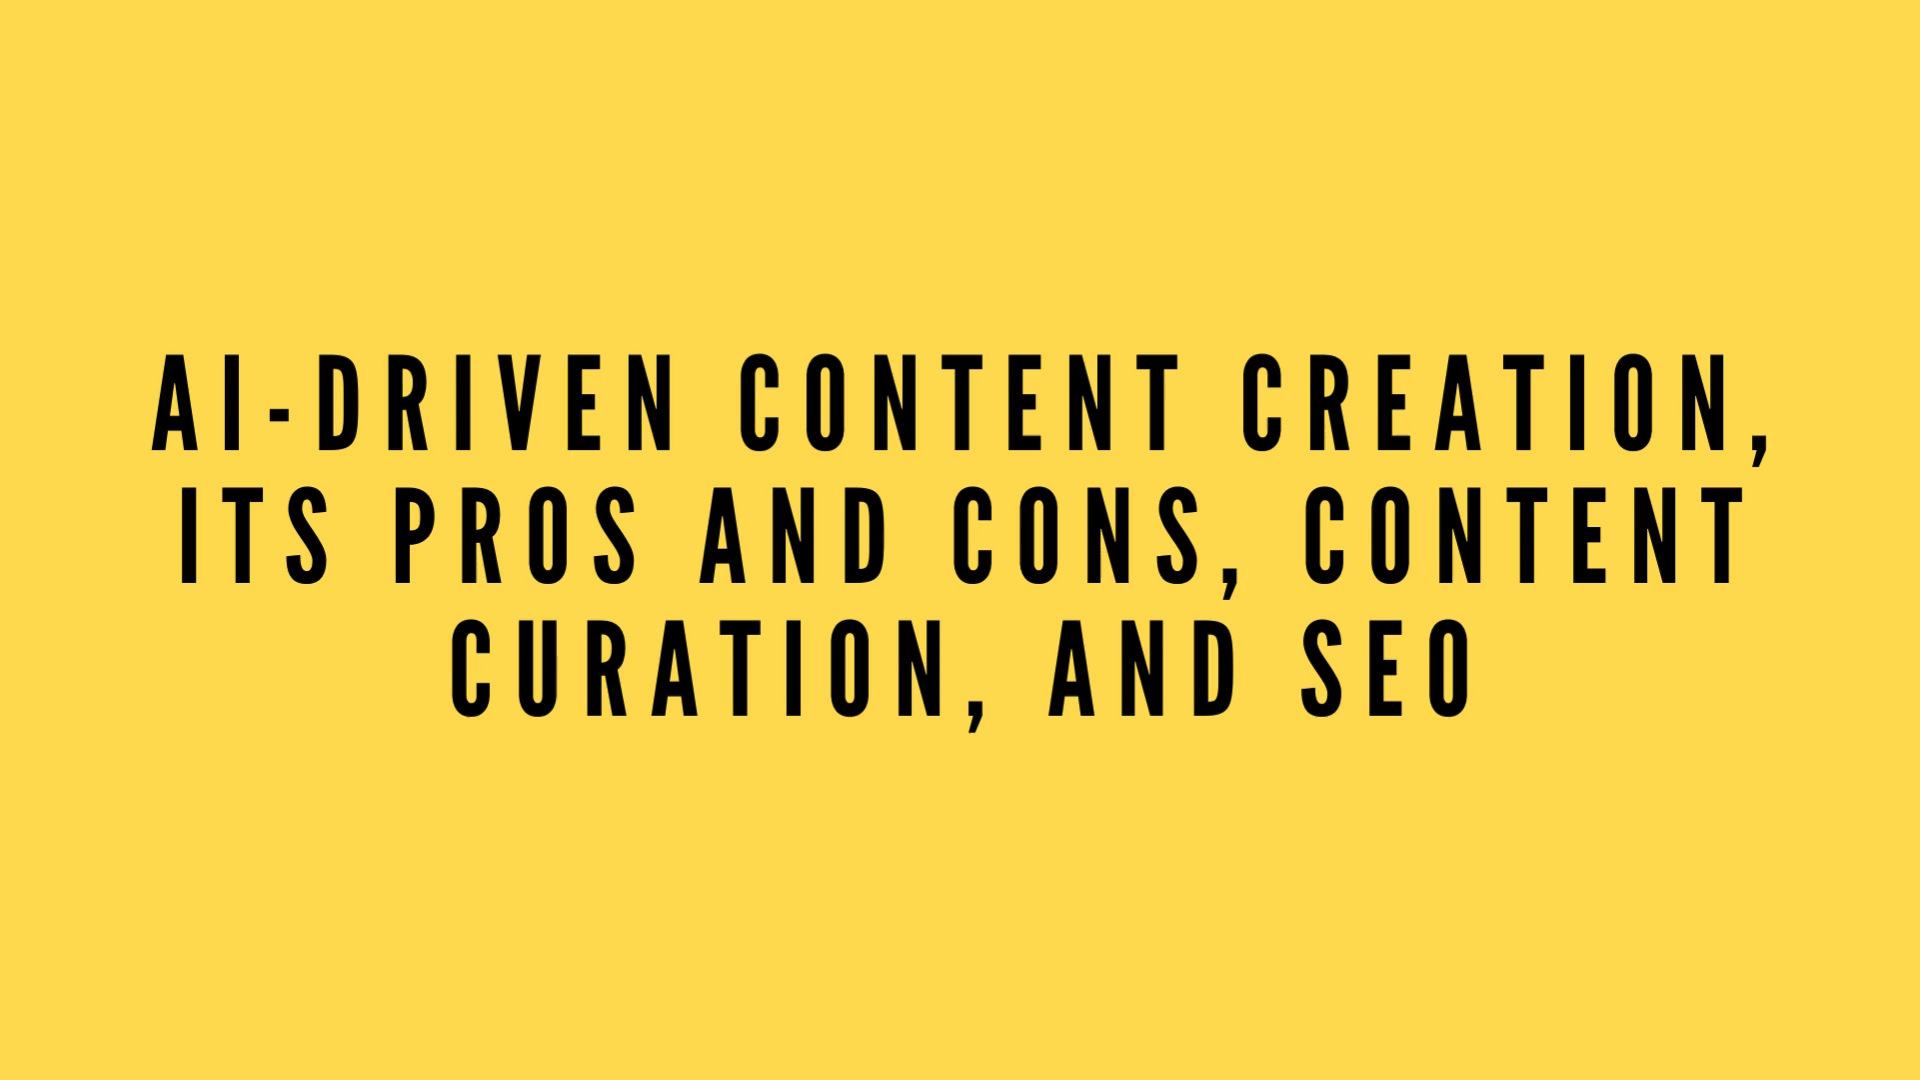 AI-DRIVEN CONTENT CREATION,
ITS PROS AND CONS, CONTENT
CURATION, AND SEO